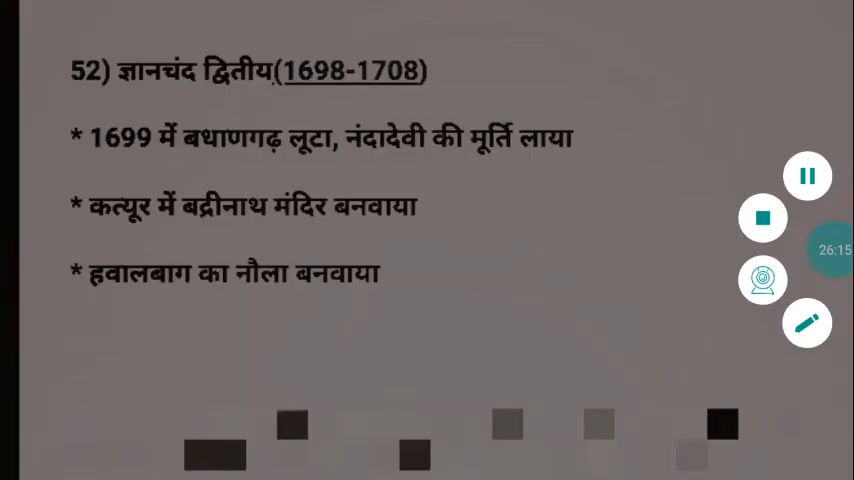 52) ज्ञानचंद द्वितीय(1698-1708)
* 1699 में बधाणगढ़ लूटा, नंदादेवी की मूर्ति लाया
* कत्यूर में बद्रीनाथ मंदिर बनवाया
* हवालबाग का नौला बनवाया
26:15